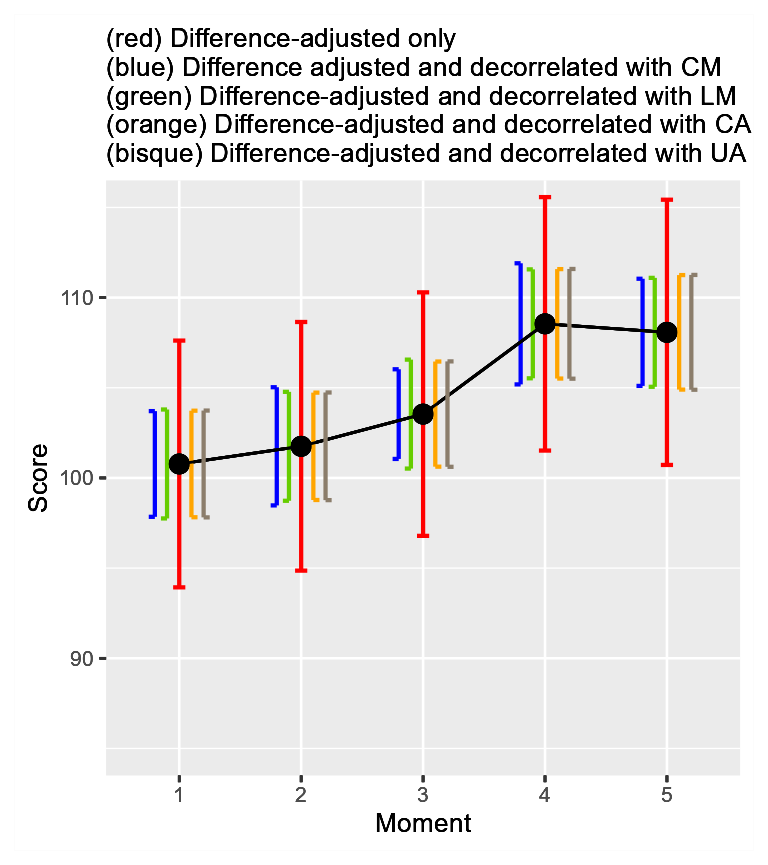 (red) Difference-adjusted only
(blue) Difference adjusted and decorrelated with CM
(green) Difference-adjusted and decorrelated with LM
(orange) Difference-adjusted and decorrelated with CA
(bisque) Difference-adjusted and decorrelated with UA
110
100
90
Score
1 2 3 4 5
Moment